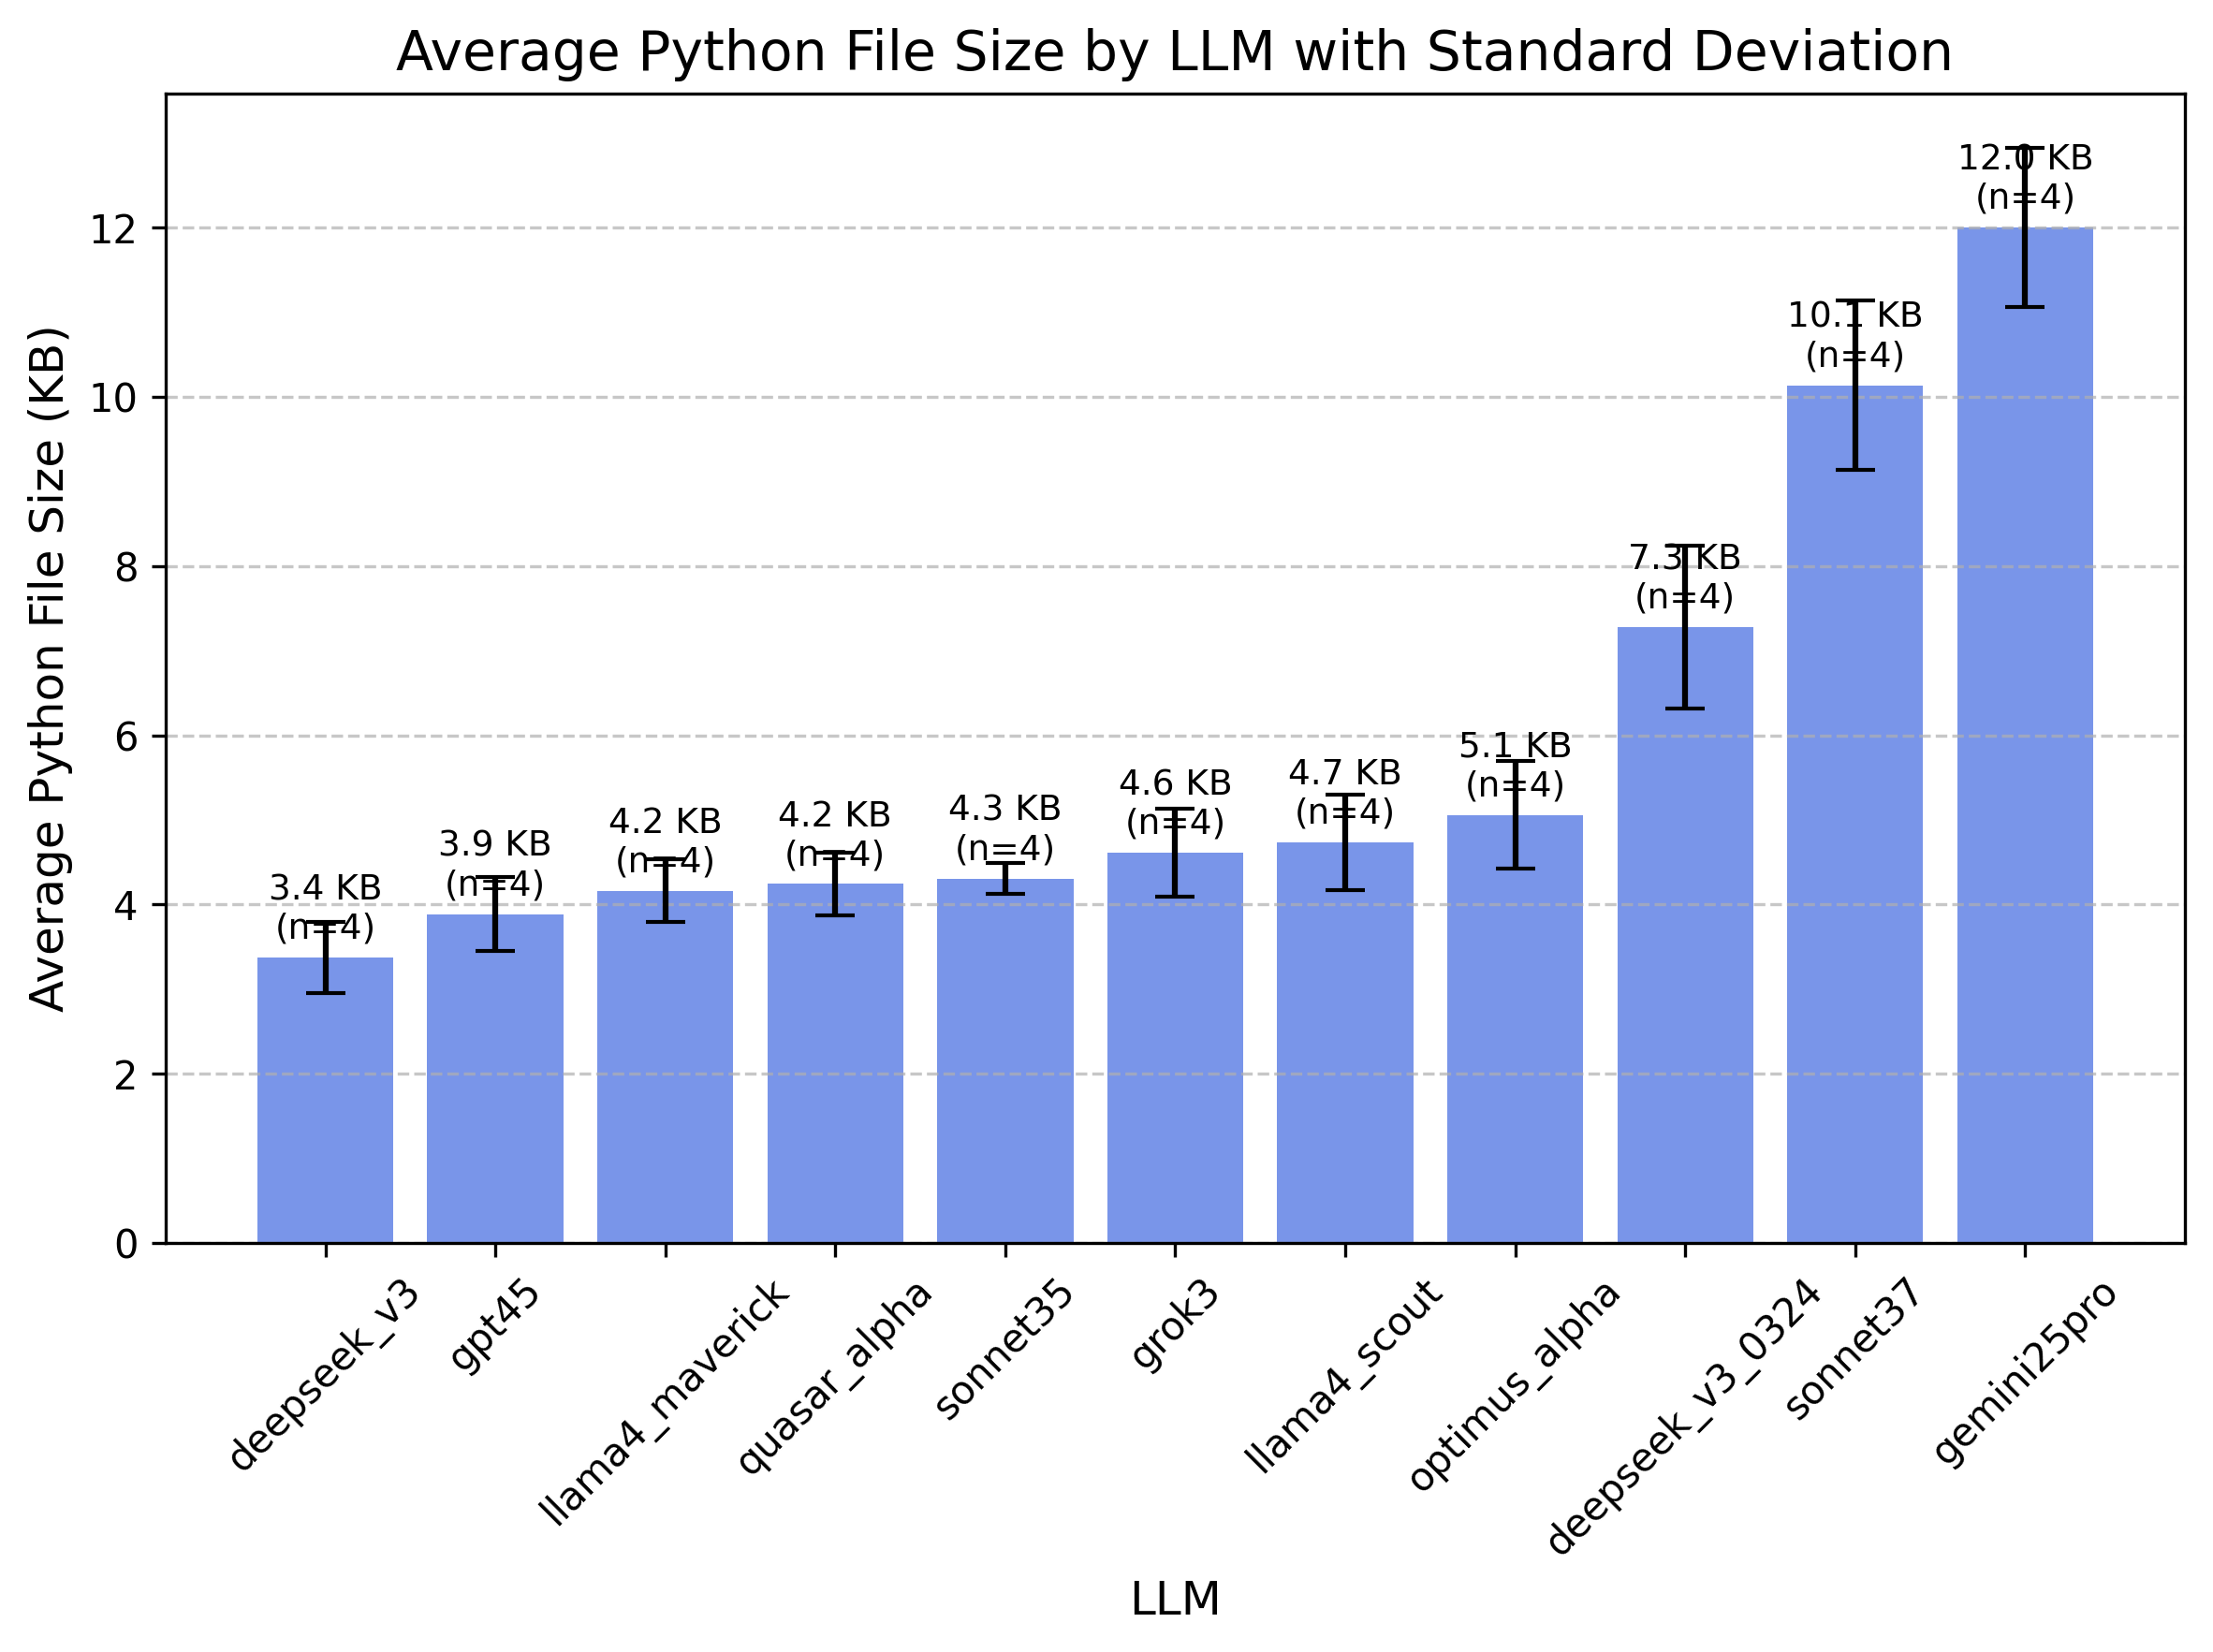 Average Python File Size by LLM with Standard Deviation
Average Python File Size (KB)
12
10
8
6
4
2
0
3.4 KB
(n=4)
3.9 KB
(n=4)
4.2 KB
(n=4)
4.2 KB
(n=4)
4.3 KB
(n=4)
4.6 KB
(n=4)
4.7 KB
(n=4)
5.1 KB
(n=4)
7.3 KB
(n=4)
10.1 KB
(n=4)
12.0 KB
(n=4)
deepseek_v3
gpt45
llama4_maverick
quasar_alpha
sonnet35
grok3
llama4_scout
optimus_alpha
deepseek_v3_0324
sonnet37
gemini25pro
LLM